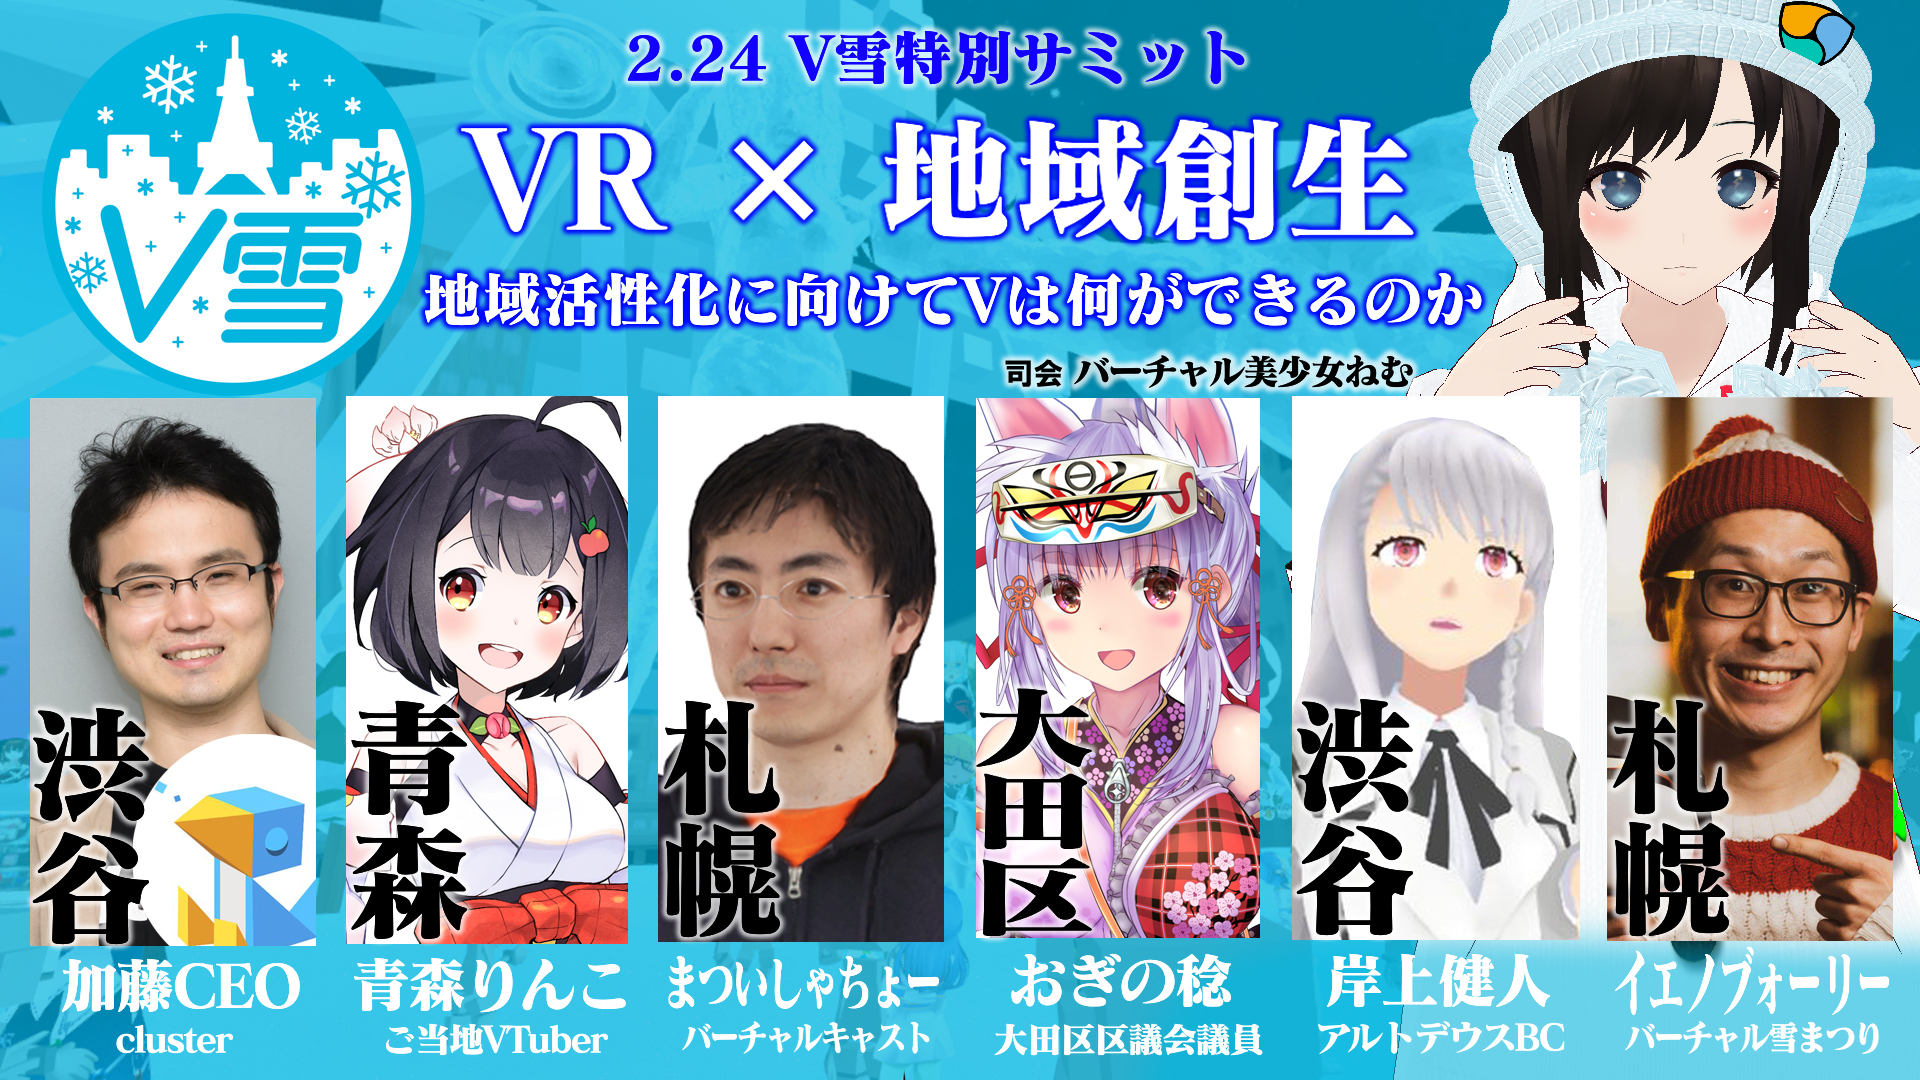 2.24 V雪特別サミット
VR × 地域創生
地域活性化に向けてVは何ができるのか
司会 バーチャル美少女ねむ
V雪
渋谷
加藤CEO
cluster
青森
青森りんこ
ご当地VTuber
札幌
まついしゃちょー
バーチャルキャスト
大田区
おぎの稔
大田区区議会議員
渋谷
岸上健人
アルトデウスBC
札幌
イエノブォーリー
バーチャル雪まつり